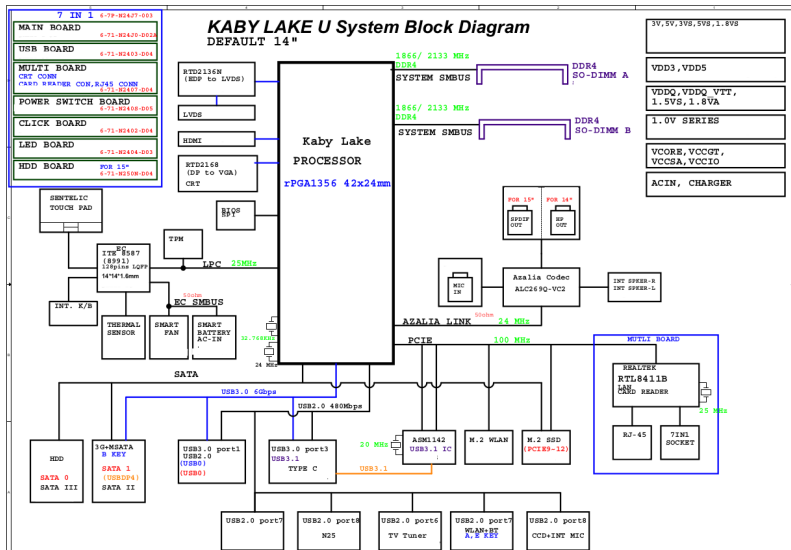 7 IN 1 6-7P-N24J7-003
MAIN BOARD
6-71-N24J0-D02A
USB BOARD
6-71-N2403-D04
MULTI BOARD
CRT CONN
CARD READER CON,RJ45 CONN
6-71-N2407-D04
POWER SWITCH BOARD
6-71-N2408-D05
CLICK BOARD
6-71-N2402-D04
LED BOARD
6-71-N2404-D03
HDD BOARD FOR 15"
6-71-N250N-D04
KABY LAKE U System Block Diagram
DEFAULT 14"
3V,5V,3VS,5VS,1.8VS
VDD3,VDD5
VDDQ,VDDQ_VTT,
1.5VS,1.8VA
1.0V SERIES
VCORE,VCCGT,
VCCSA,VCCIO
ACIN, CHARGER
RTD2136N
(EDP to LVDS)
LVDS
HDMI
RTD2168
(DP to VGA)
CRT
BIOS
SPI
Kaby Lake
PROCESSOR
rPGA1356 42x24mm
1866/ 2133 MHz
DDR4
SYSTEM SMBUS
DDR4
SO-DIMM A
1866/ 2133 MHz
DDR4
SYSTEM SMBUS
DDR4
SO-DIMM B
SENTELIC
TOUCH PAD
TPM
EC
ITE 8587
(8991)
128pins LQFP
14*14*1.6mm
LPC 25MHz
INT. K/B
EC SMBUS
50ohm
THERMAL
SENSOR
SMART
FAN
SMART
BATTERY
AC-IN
32.768KHz
24 MHz
FOR 15" FOR 14"
SPDIF
OUT
HP
OUT
MIC
IN
Azalia Codec
ALC269Q-VC2
INT SPKER-R
INT SPKER-L
50ohm
AZALIA LINK 24 MHz
PCIE 100 MHz
MUTLI BOARD
REALTEK
RTL8411B
LAN
CARD READER
25 MHz
RJ-45
7IN1
SOCKET
SATA
USB3.0 6Gbps
USB2.0 480Mbps
HDD
SATA 0
SATA III
3G+MSATA
B KEY
SATA 1
(USBDP4)
SATA II
USB3.0 port1
USB2.0
(USB0)
(USB0)
USB3.0 port3
USB3.1
TYPE C
USB3.1
20 MHz
ASM1142
USB3.1 IC
M.2 WLAN
M.2 SSD
(PCIE9-12)
USB2.0 port7
USB2.0 port8
N25
USB2.0 port6
TV Tuner
USB2.0 port7
WLAN+BT
A,E KEY
USB2.0 port8
CCD+INT MIC